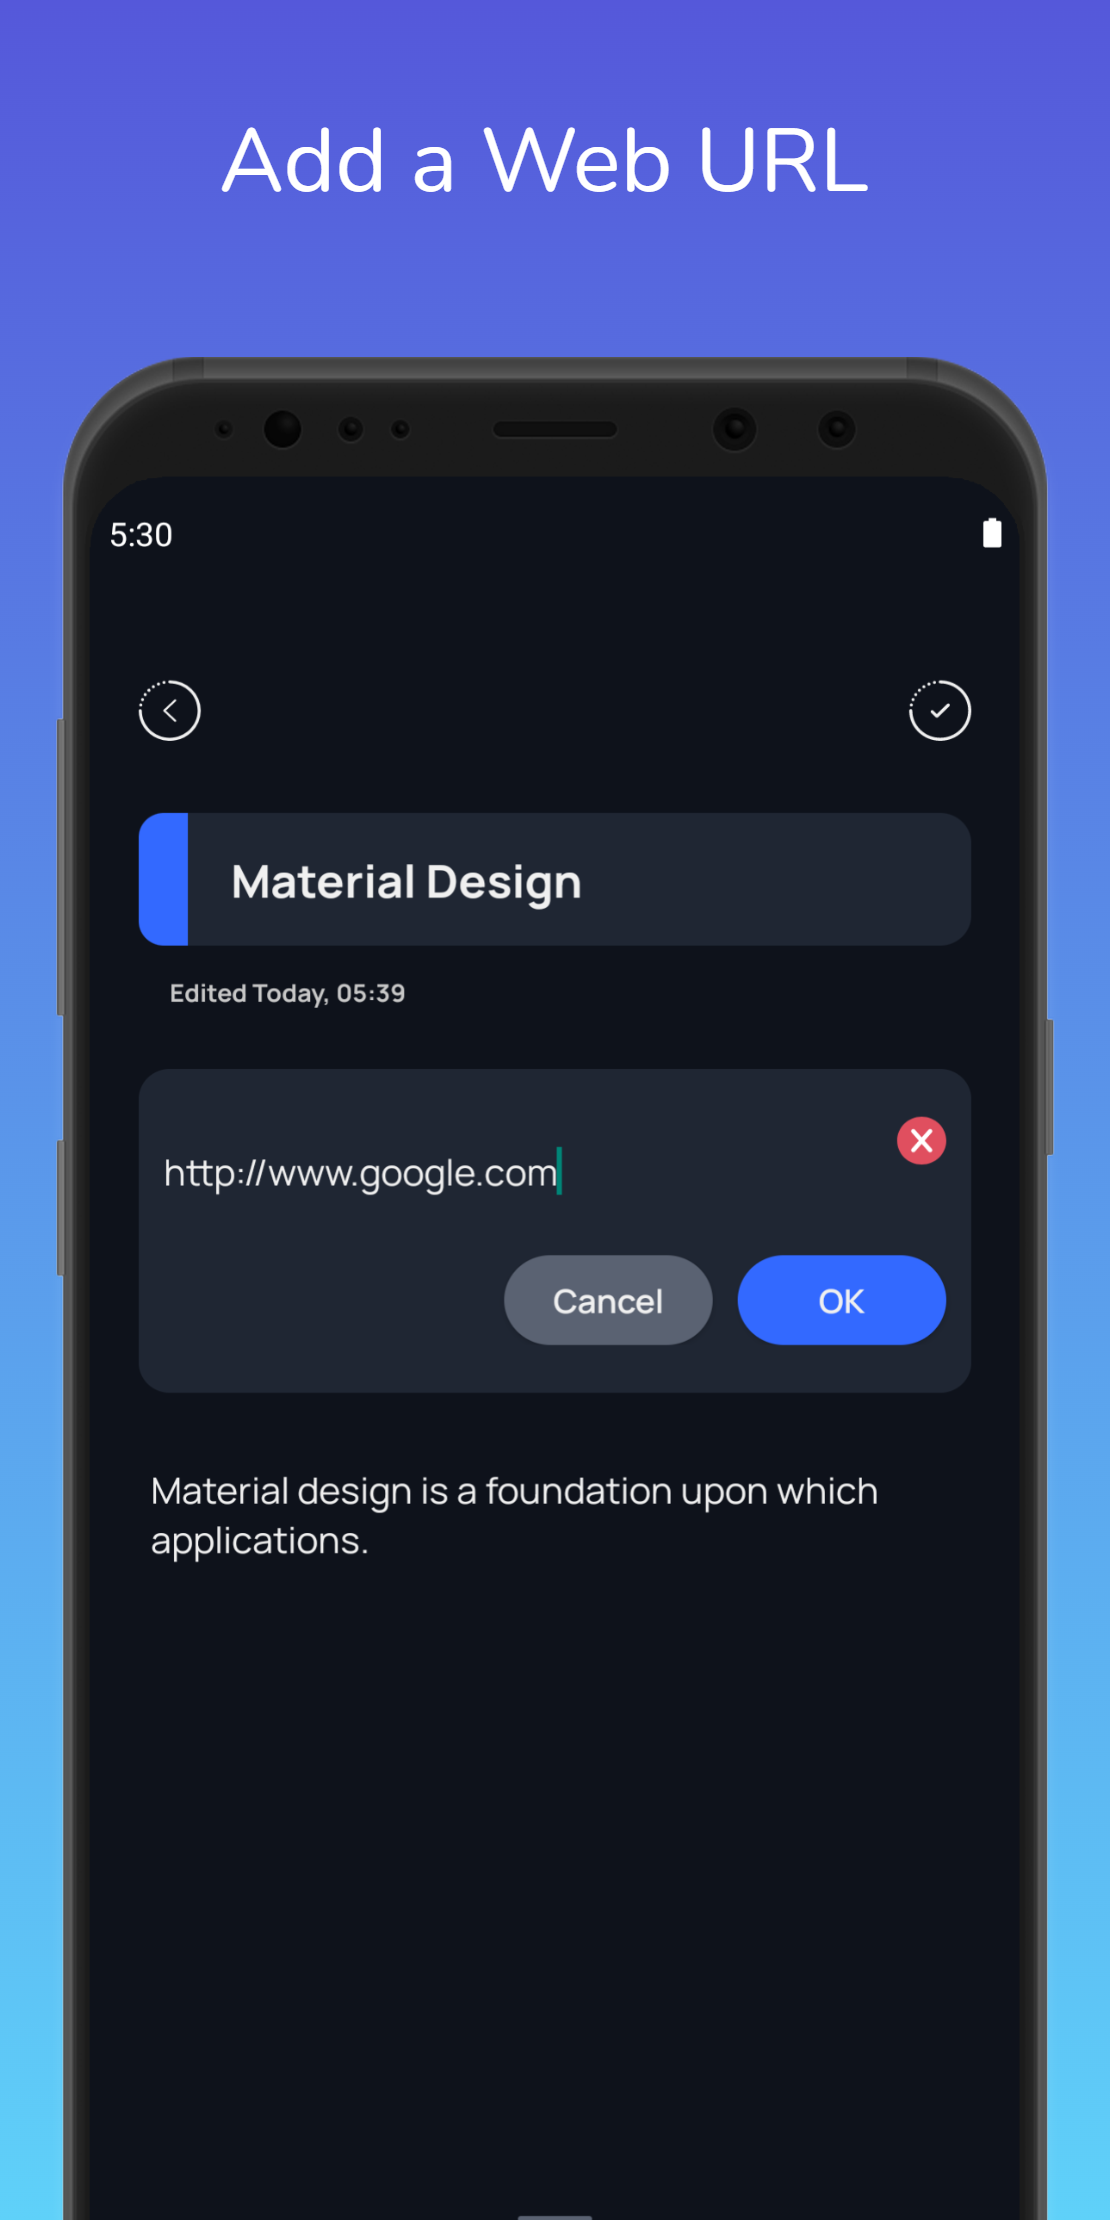 Add a Web URL
5:30
Material Design
Edited Today, 05:39
http://www.google.com
Cancel
OK
Material design is a foundation upon which
applications.